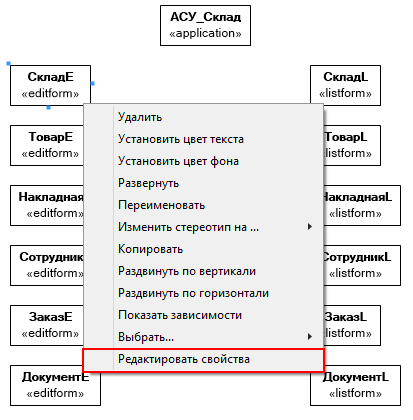 АСУ_Склад
«application»
СкладE
«editform»
СкладL
«listform»
ТоварE
«editform»
ТоварL
«listform»
Накладная
«editform»
НакладнаяL
«listform»
Сотрудник
«editform»
СотрудникL
«listform»
ЗаказE
«editform»
ЗаказL
«listform»
ДокументE
«editform»
ДокументL
«listform»
Удалить
Установить цвет текста
Установить цвет фона
Развернуть
Переименовать
Изменить стереотип на ...
Копировать
Раздвинуть по вертикали
Раздвинуть по горизонтали
Показать зависимости
Выбрать...
Редактировать свойства